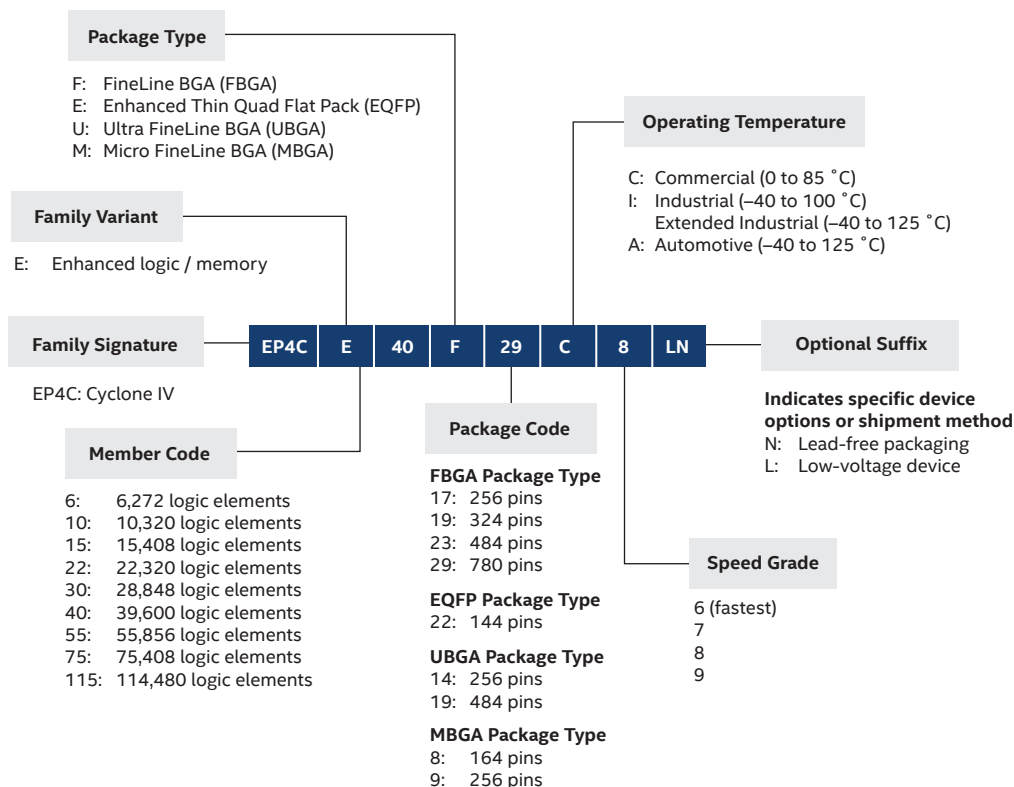 Package Type
F: FineLine BGA (FBGA)
E: Enhanced Thin Quad Flat Pack (EQFP)
U: Ultra FineLine BGA (UBGA)
M: Micro FineLine BGA (MBGA)
Operating Temperature
C: Commercial (0 to 85 ˚C)
I: Industrial (–40 to 100 ˚C)
Extended Industrial (–40 to 125 ˚C)
A: Automotive (–40 to 125 ˚C)
Family Variant
E: Enhanced logic / memory
Family Signature
EP4C: Cyclone IV
EP4C E 40 F 29 C 8 LN
Optional Suffix
Indicates specific device
options or shipment method
N: Lead-free packaging
L: Low-voltage device
Member Code
6: 6,272 logic elements
10: 10,320 logic elements
15: 15,408 logic elements
22: 22,320 logic elements
30: 28,848 logic elements
40: 39,600 logic elements
55: 55,856 logic elements
75: 75,408 logic elements
115: 114,480 logic elements
Package Code
FBGA Package Type
17: 256 pins
19: 324 pins
23: 484 pins
29: 780 pins
EQFP Package Type
22: 144 pins
UBGA Package Type
14: 256 pins
19: 484 pins
MBGA Package Type
8: 164 pins
9: 256 pins
Speed Grade
6 (fastest)
7
8
9